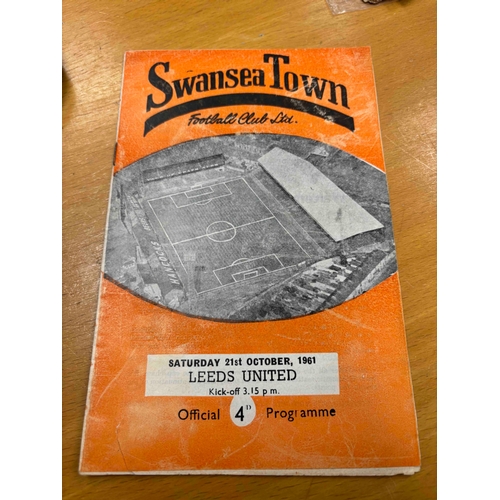 Swansea Town
Football Club Ltd.
SATURDAY 21st OCTOBER, 1961
LEEDS UNITED
Kick-off 3.15 p m.
Official 4D Programme